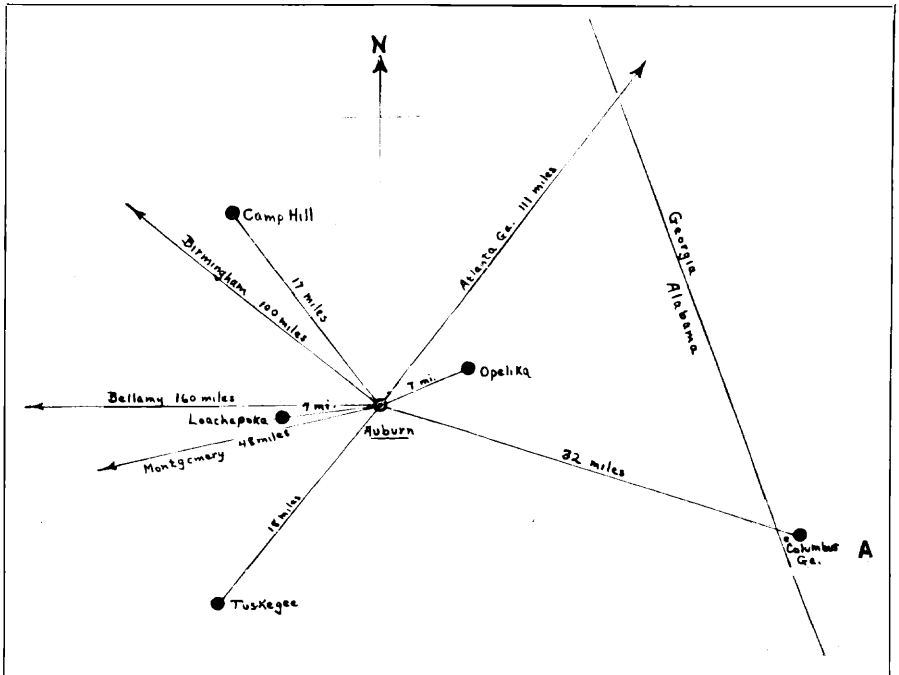 N
Camp Hill
Birmingham 100 miles
17 miles
Atlanta Ga. 111 miles
Georgia
Alabama
Opelika
7 mi.
Bellamy 160 miles
7 mi.
Loachapoka
Auburn
48 miles
Montgomery
32 miles
18 miles
Columbus
Ga.
A
Tuskegee